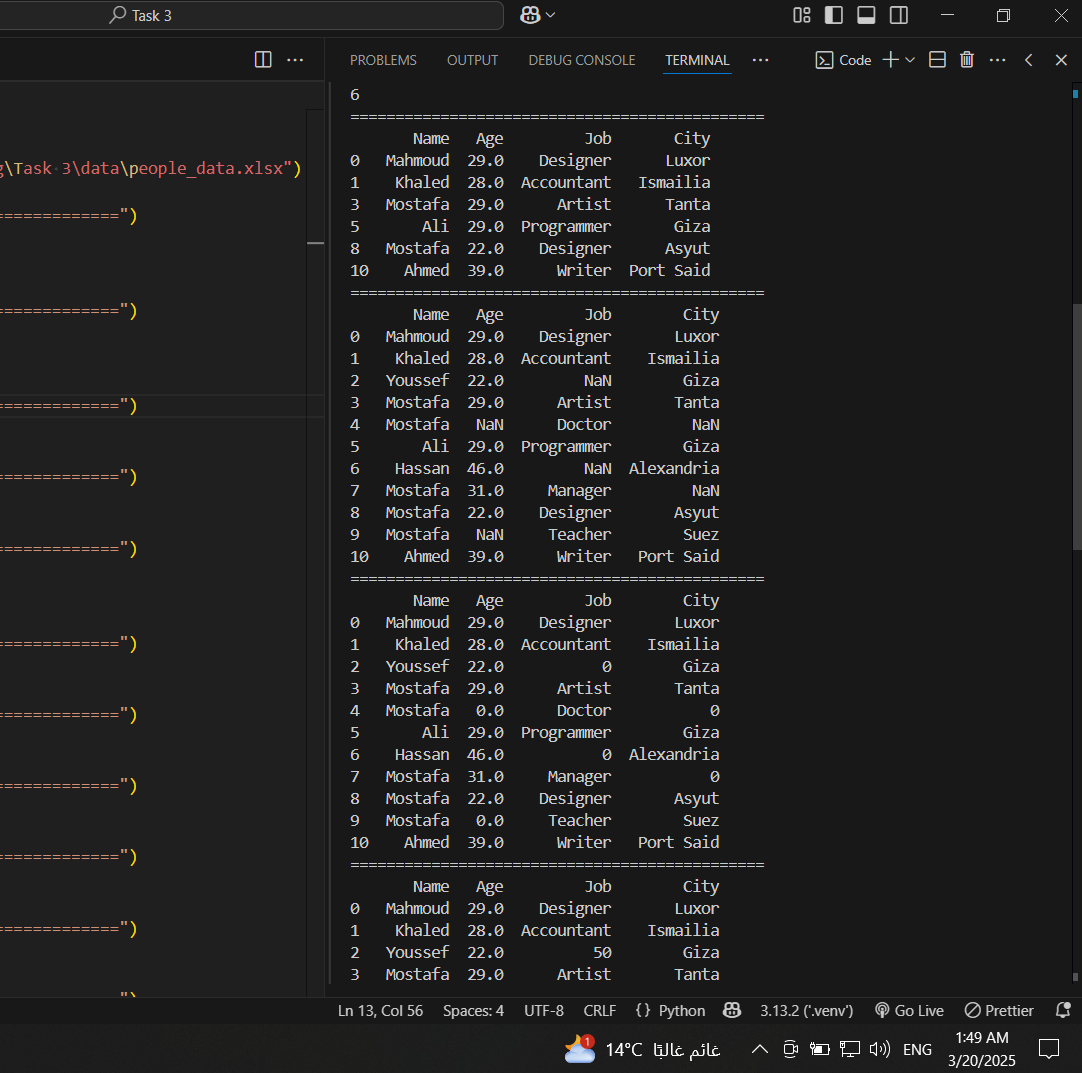 Task 3
PROBLEMS OUTPUT DEBUG CONSOLE TERMINAL ... Code
g\Task 3\data\people_data.xlsx")
=============")
=============")
=============")
=============")
=============")
=============")
=============")
=============")
=============")
=============")
")
6
==============================================
Name Age Job City
0 Mahmoud 29.0 Designer Luxor
1 Khaled 28.0 Accountant Ismailia
3 Mostafa 29.0 Artist Tanta
5 Ali 29.0 Programmer Giza
8 Mostafa 22.0 Designer Asyut
10 Ahmed 39.0 Writer Port Said
==============================================
Name Age Job City
0 Mahmoud 29.0 Designer Luxor
1 Khaled 28.0 Accountant Ismailia
2 Youssef 22.0 NaN Giza
3 Mostafa 29.0 Artist Tanta
4 Mostafa NaN Doctor NaN
5 Ali 29.0 Programmer Giza
6 Hassan 46.0 NaN Alexandria
7 Mostafa 31.0 Manager NaN
8 Mostafa 22.0 Designer Asyut
9 Mostafa NaN Teacher Suez
10 Ahmed 39.0 Writer Port Said
==============================================
Name Age Job City
0 Mahmoud 29.0 Designer Luxor
1 Khaled 28.0 Accountant Ismailia
2 Youssef 22.0 0 Giza
3 Mostafa 29.0 Artist Tanta
4 Mostafa 0.0 Doctor 0
5 Ali 29.0 Programmer Giza
6 Hassan 46.0 0 Alexandria
7 Mostafa 31.0 Manager 0
8 Mostafa 22.0 Designer Asyut
9 Mostafa 0.0 Teacher Suez
10 Ahmed 39.0 Writer Port Said
==============================================
Name Age Job City
0 Mahmoud 29.0 Designer Luxor
1 Khaled 28.0 Accountant Ismailia
2 Youssef 22.0 50 Giza
3 Mostafa 29.0 Artist Tanta
Ln 13, Col 56 Spaces: 4 UTF-8 CRLF {} Python 3.13.2 ('.venv') Go Live Prettier
1 14°C غائم غالبًا ENG 1:49 AM
3/20/2025